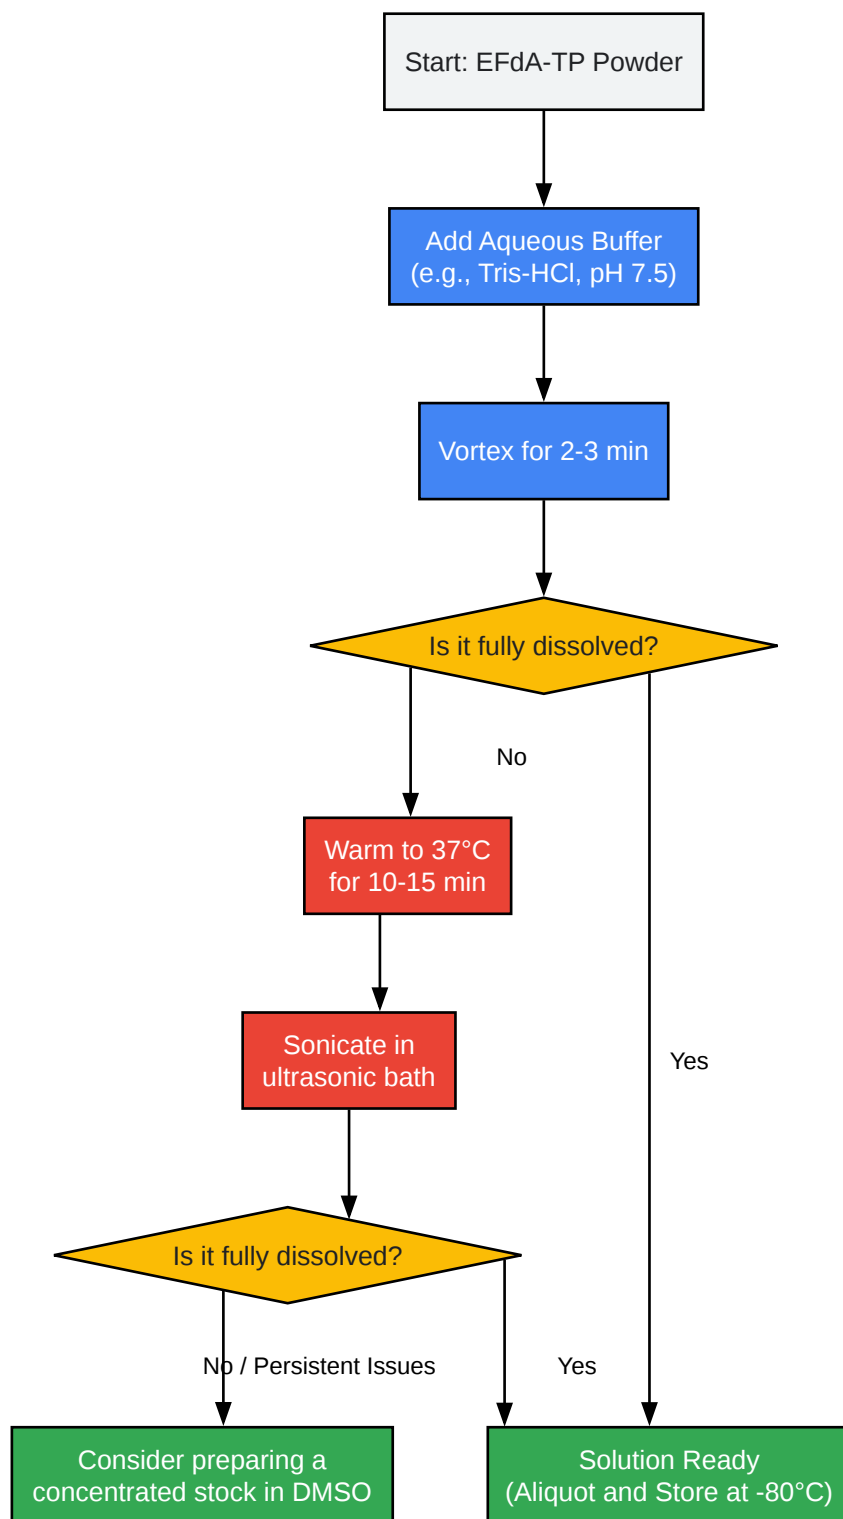 Start: EFdA-TP Powder
Add Aqueous Buffer
(e.g., Tris-HCl, pH 7.5)
Vortex for 2-3 min
Is it fully dissolved?
No
Warm to 37°C
for 10-15 min
Sonicate in
ultrasonic bath
Yes
Is it fully dissolved?
No / Persistent Issues
Yes
Consider preparing a
concentrated stock in DMSO
Solution Ready
(Aliquot and Store at -80°C)